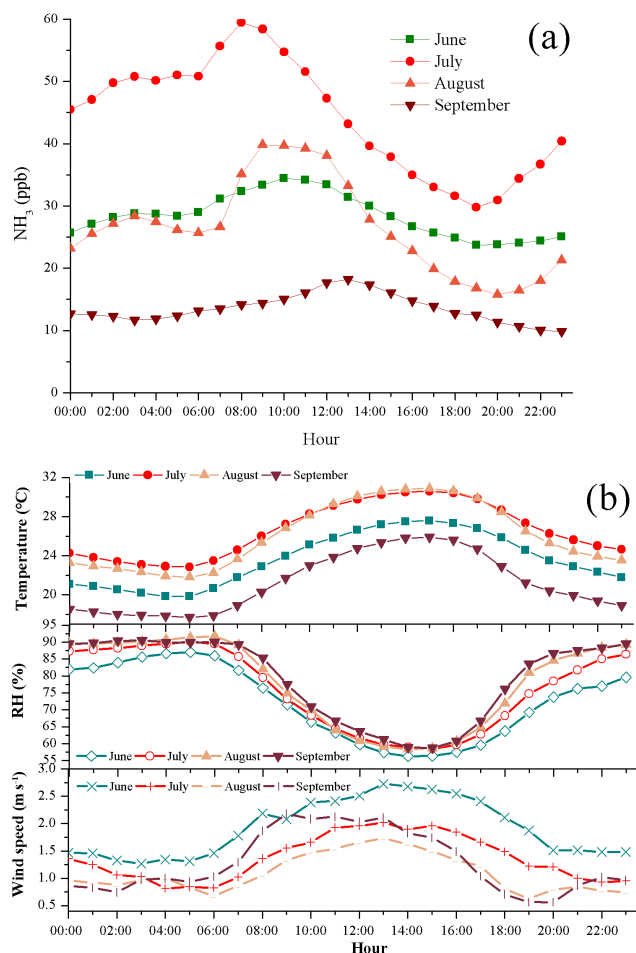 (a)
60
50
40
30
20
10
0
NH3 (ppb)
June
July
August
September
00:00 02:00 04:00 06:00 08:00 10:00 12:00 14:00 16:00 18:00 20:00 22:00
Hour
(b)
June July August September
32
28
24
20
Temperature (°C)
95
90
85
80
75
70
65
60
55
RH (%)
June July August September
3.0
2.5
2.0
1.5
1.0
0.5
Wind speed (m s-1)
June July August September
00:00 02:00 04:00 06:00 08:00 10:00 12:00 14:00 16:00 18:00 20:00 22:00
Hour